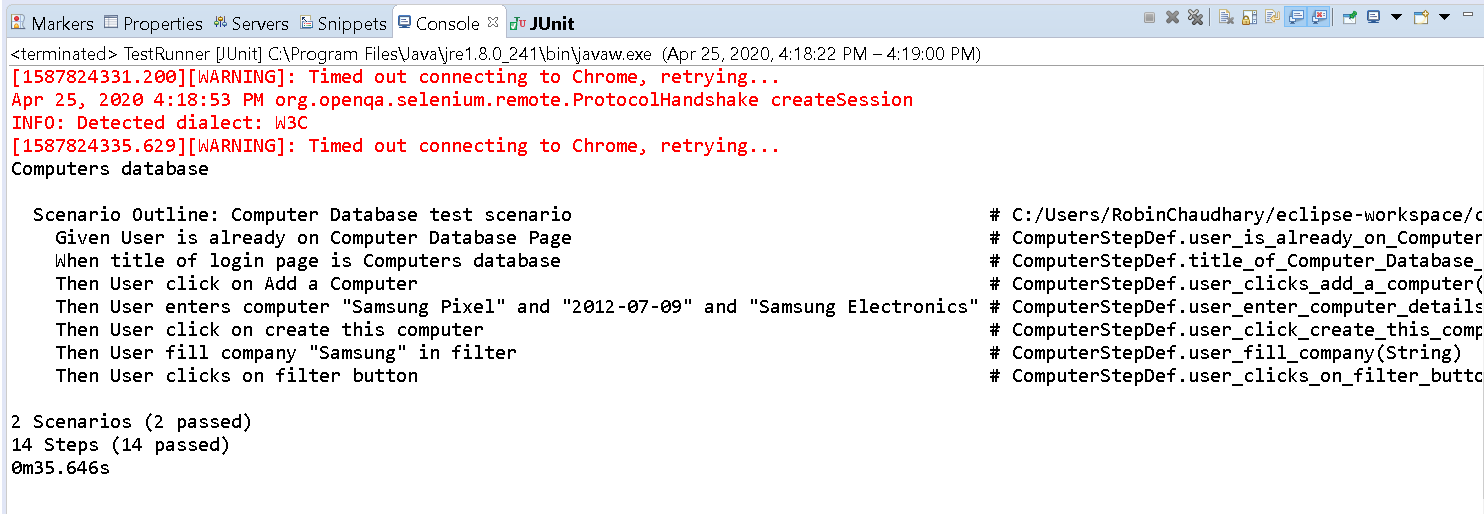 Markers Properties Servers Snippets Console JUnit
<terminated> TestRunner [JUnit] C:\Program Files\Java\jre1.8.0_241\bin\javaw.exe (Apr 25, 2020, 4:18:22 PM – 4:19:00 PM)
[1587824331.200][WARNING]: Timed out connecting to Chrome, retrying...
Apr 25, 2020 4:18:53 PM org.openqa.selenium.remote.ProtocolHandshake createSession
INFO: Detected dialect: W3C
[1587824335.629][WARNING]: Timed out connecting to Chrome, retrying...
Computers database
Scenario Outline: Computer Database test scenario # C:/Users/RobinChaudhary/eclipse-workspace/c
Given User is already on Computer Database Page # ComputerStepDef.user_is_already_on_Computer
When title of login page is Computers database # ComputerStepDef.title_of_Computer_Database_
Then User click on Add a Computer # ComputerStepDef.user_clicks_add_a_computer(
Then User enters computer "Samsung Pixel" and "2012-07-09" and "Samsung Electronics" # ComputerStepDef.user_enter_computer_details
Then User click on create this computer # ComputerStepDef.user_click_create_this_comp
Then User fill company "Samsung" in filter # ComputerStepDef.user_fill_company(String)
Then User clicks on filter button # ComputerStepDef.user_clicks_on_filter_butto
2 Scenarios (2 passed)
14 Steps (14 passed)
0m35.646s